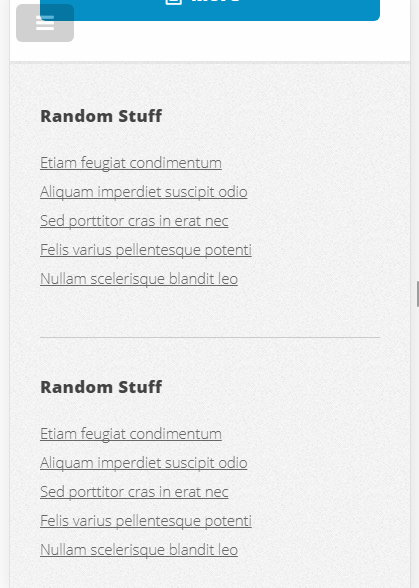 Random Stuff
Etiam feugiat condimentum
Aliquam imperdiet suscipit odio
Sed porttitor cras in erat nec
Felis varius pellentesque potenti
Nullam scelerisque blandit leo
Random Stuff
Etiam feugiat condimentum
Aliquam imperdiet suscipit odio
Sed porttitor cras in erat nec
Felis varius pellentesque potenti
Nullam scelerisque blandit leo